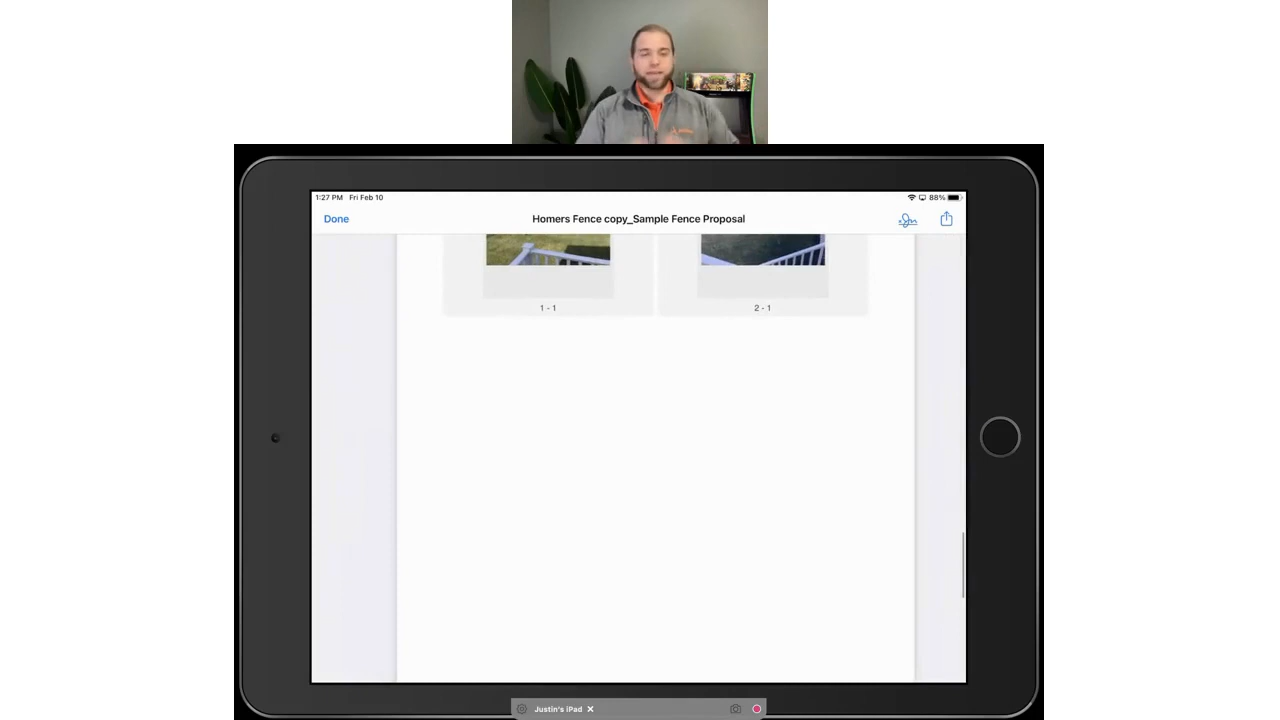 1:27 PM Fri Feb 10
88%
Done
Homers Fence copy_Sample Fence Proposal
1 - 1
2 - 1
Justin's iPad